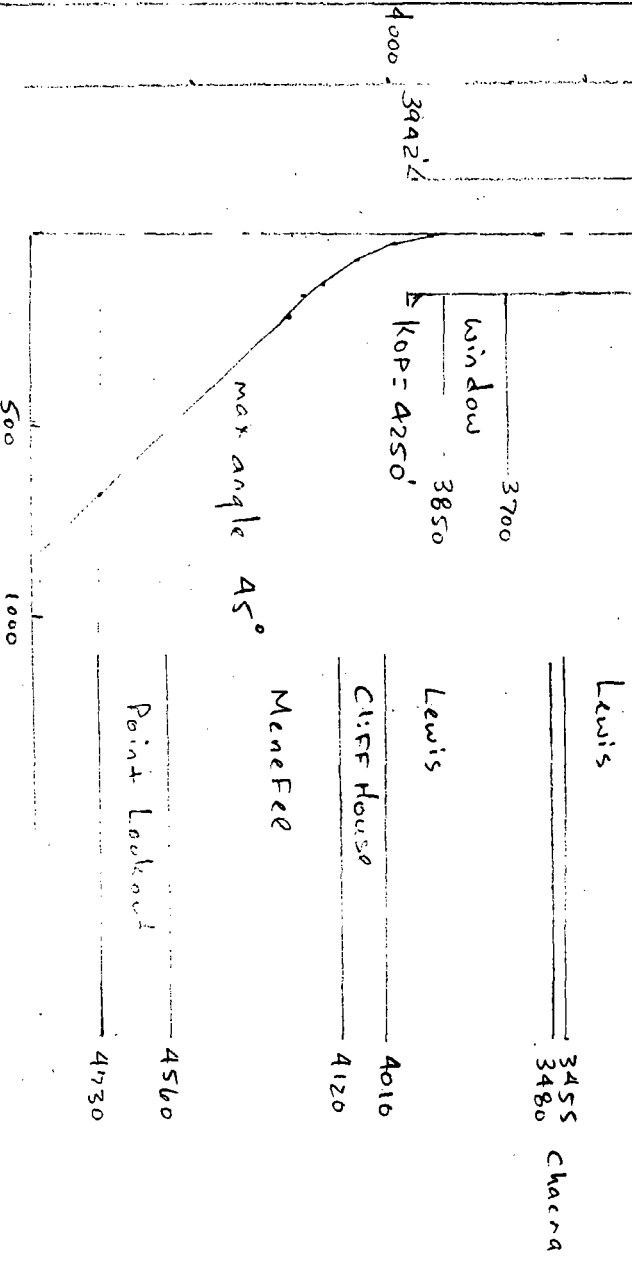 Lewis
3455 Chacra
3480
3700
Window
3850
Lewis
3942'
KOP= 4250'
4000
4010
Cliff House
4120
Menefee
max angle 45°
4560
Point Lookout
4730
500
1000